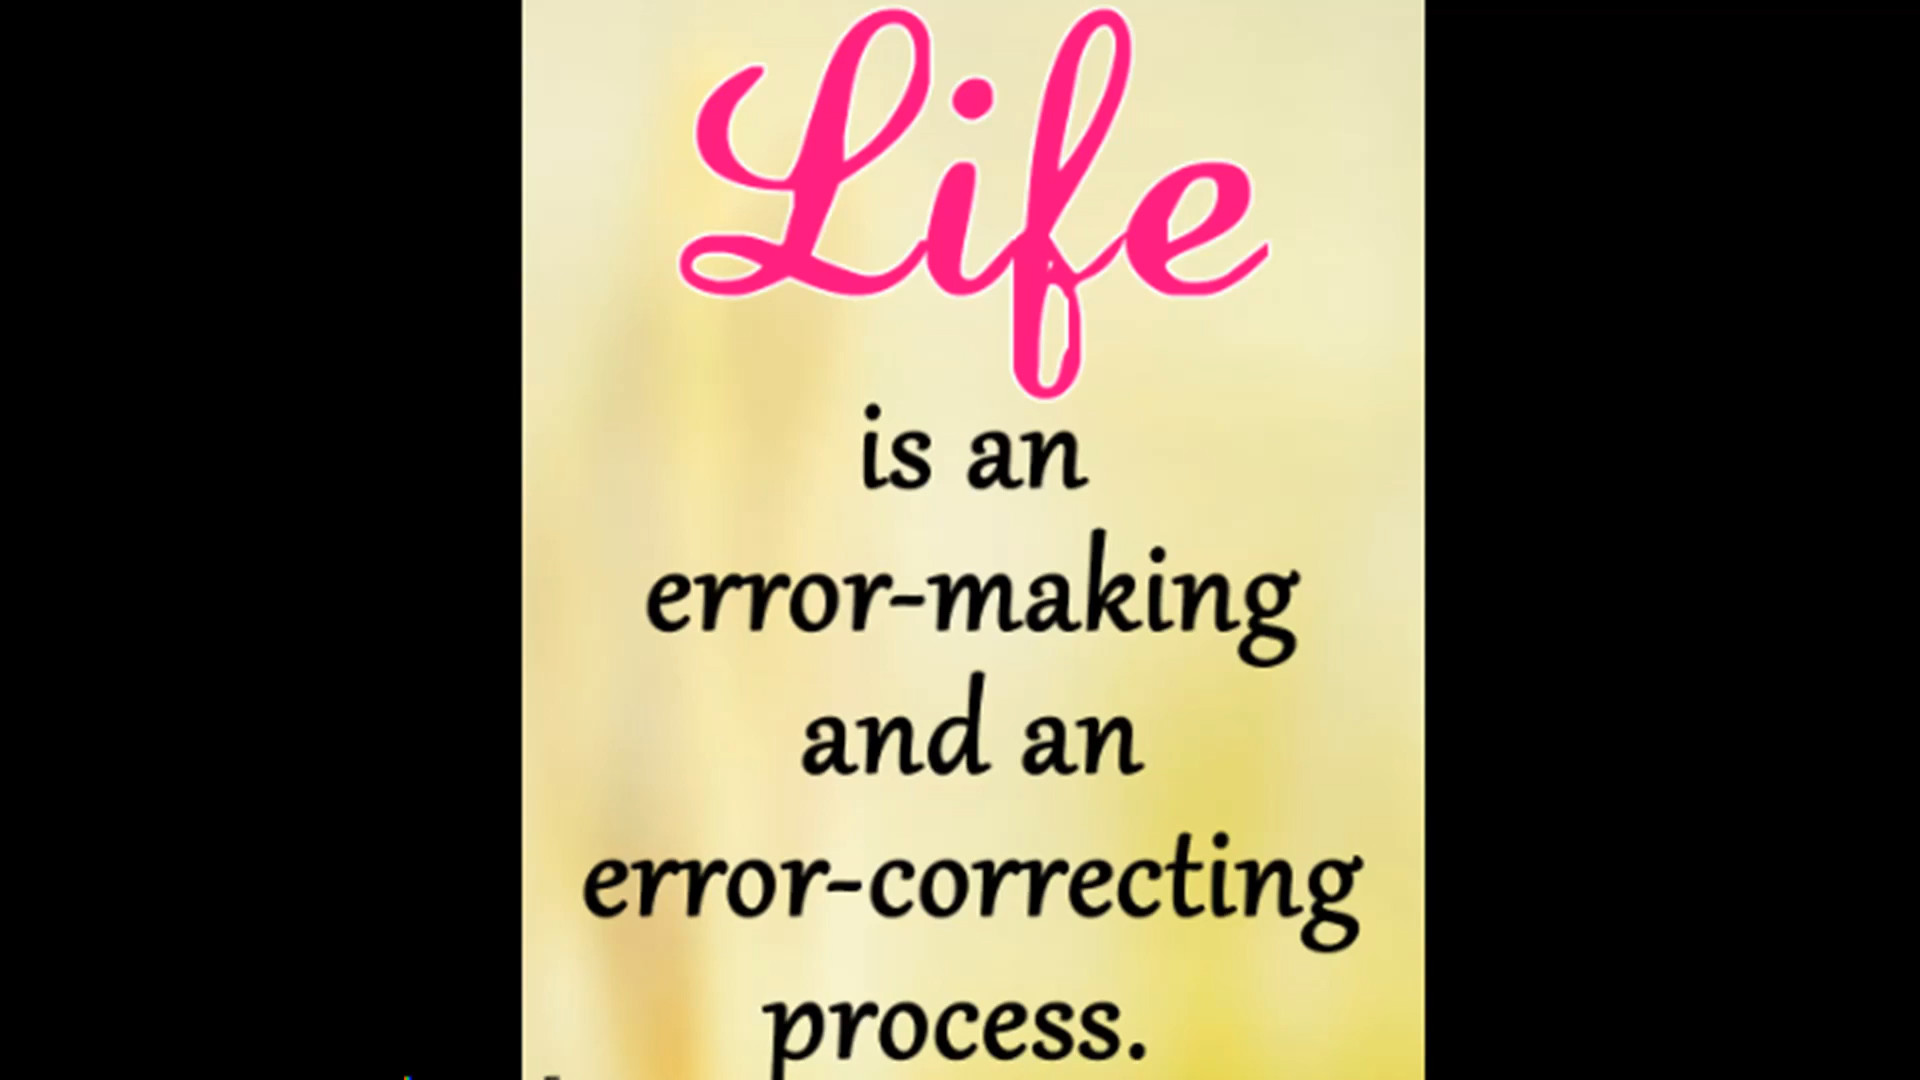 Life
is an
error-making
and an
error-correcting
process.